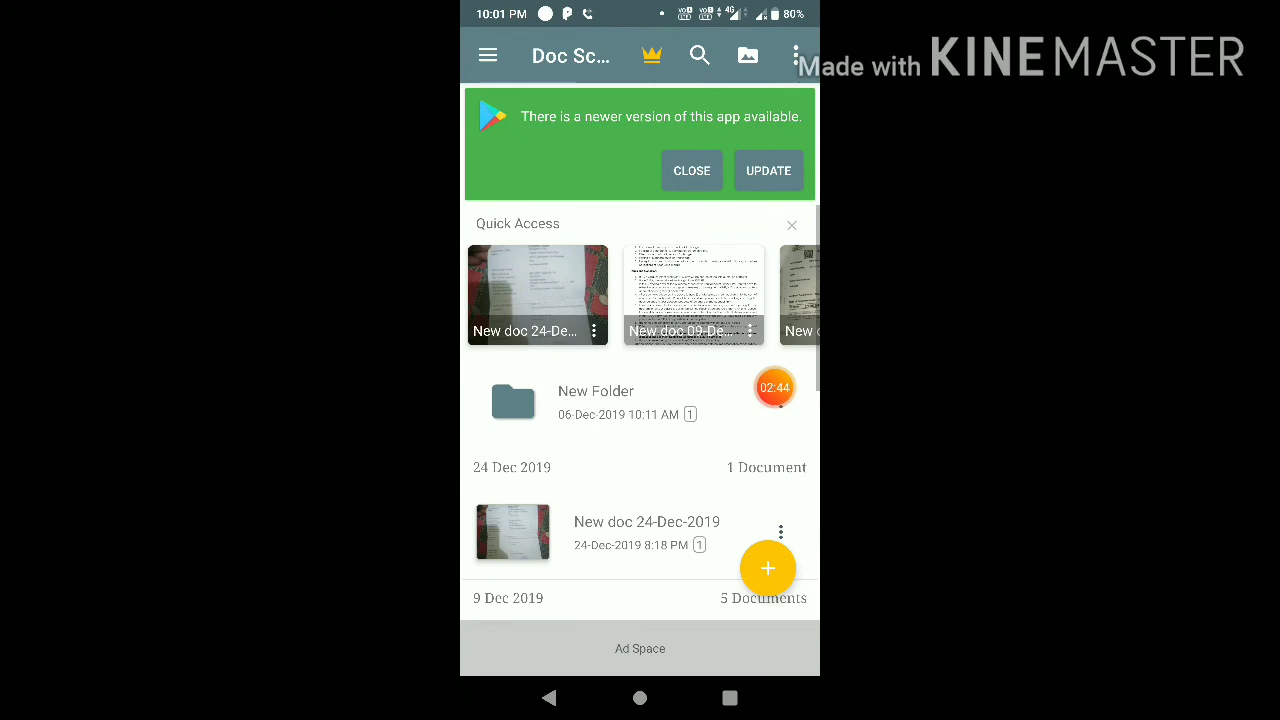 10:01 PM
4G
80%
Doc Sc...
Made with KINEMASTER
There is a newer version of this app available.
CLOSE
UPDATE
Quick Access
New doc 24-De...
New doc 09-De...
New
New Folder
02:44
06-Dec-2019 10:11 AM 1
24 Dec 2019
1 Document
New doc 24-Dec-2019
24-Dec-2019 8:18 PM 1
+
9 Dec 2019
5 Documents
Ad Space